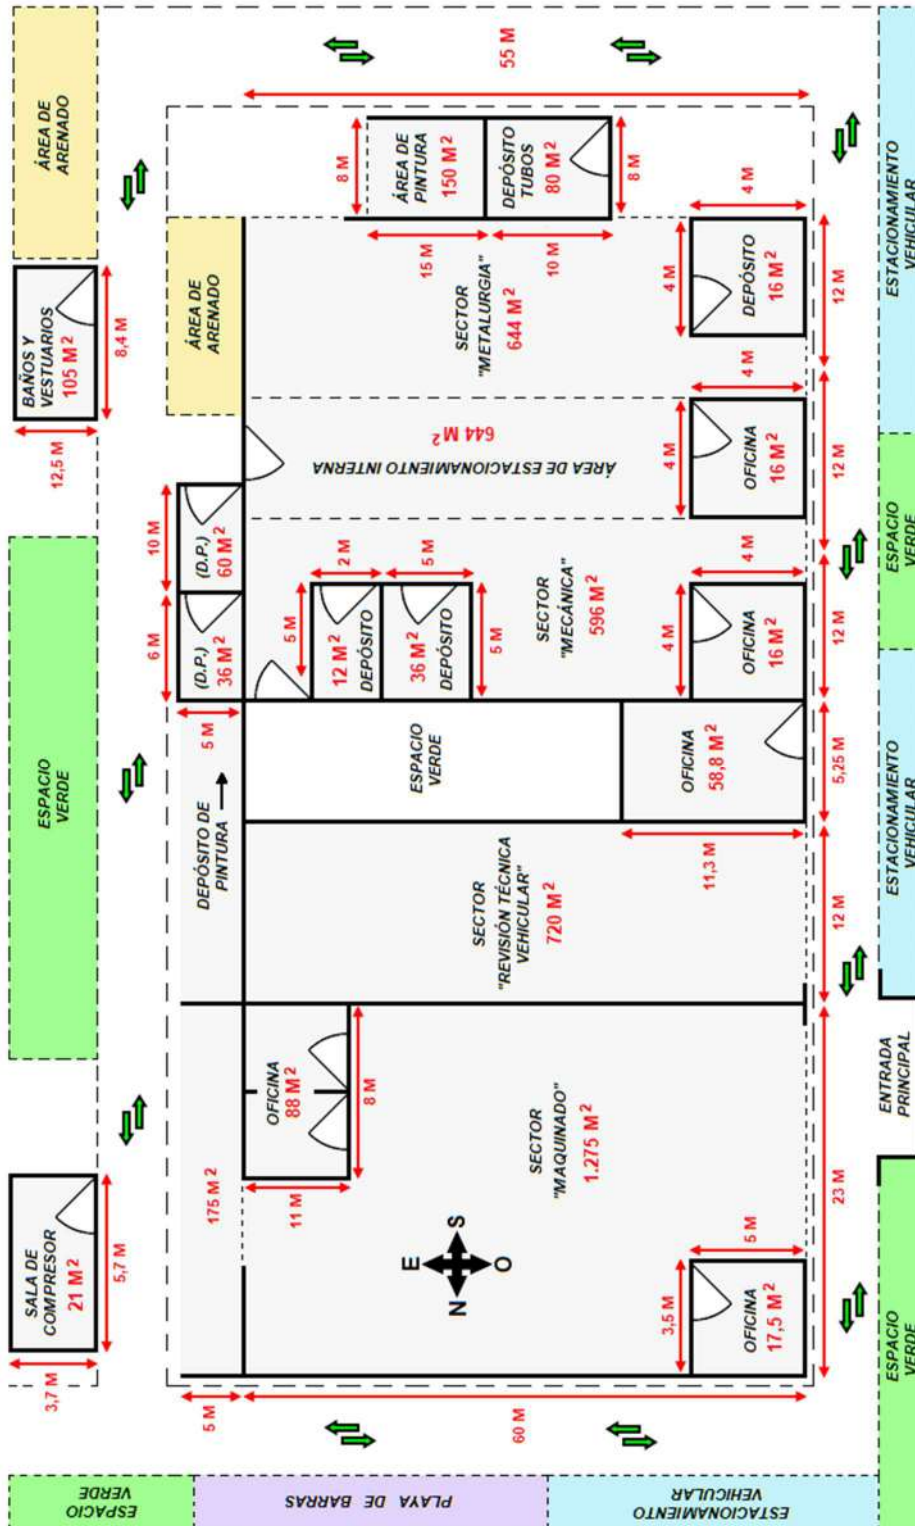 SALA DE
COMPRESOR
21 M²
5,7 M
3,7 M
ESPACIO
VERDE
BAÑOS Y
VESTUARIOS
105 M²
8,4 M
12,5 M
ÁREA DE
ARENADO
ESPACIO
VERDE
PLAYA DE BARRAS
ESTACIONAMIENTO
VEHICULAR
5 M
60 M
175 M²
DEPÓSITO DE
PINTURA
5 M
6 M
(D.P.)
36 M²
10 M
(D.P.)
60 M²
ÁREA DE
ARENADO
OFICINA
88 M²
8 M
11 M
SECTOR
"MAQUINADO"
1.275 M²
E
N
S
O
3,5 M
5 M
OFICINA
17,5 M²
23 M
SECTOR
"REVISIÓN TÉCNICA
VEHICULAR"
720 M²
12 M
ESPACIO
VERDE
OFICINA
58,8 M²
11,3 M
5,25 M
5 M
12 M²
DEPÓSITO
2 M
36 M²
DEPÓSITO
5 M
5 M
SECTOR
"MECÁNICA"
596 M²
4 M
4 M
OFICINA
16 M²
12 M
ÁREA DE ESTACIONAMIENTO INTERNA
644 M²
4 M
4 M
OFICINA
16 M²
12 M
SECTOR
"METALURGIA"
644 M²
4 M
4 M
DEPÓSITO
16 M²
12 M
8 M
ÁREA DE
PINTURA
150 M²
15 M
DEPÓSITO
TUBOS
80 M²
10 M
8 M
55 M
ESPACIO
VERDE
ENTRADA
PRINCIPAL
ESTACIONAMIENTO
VEHICULAR
ESPACIO
VERDE
ESTACIONAMIENTO
VEHICULAR